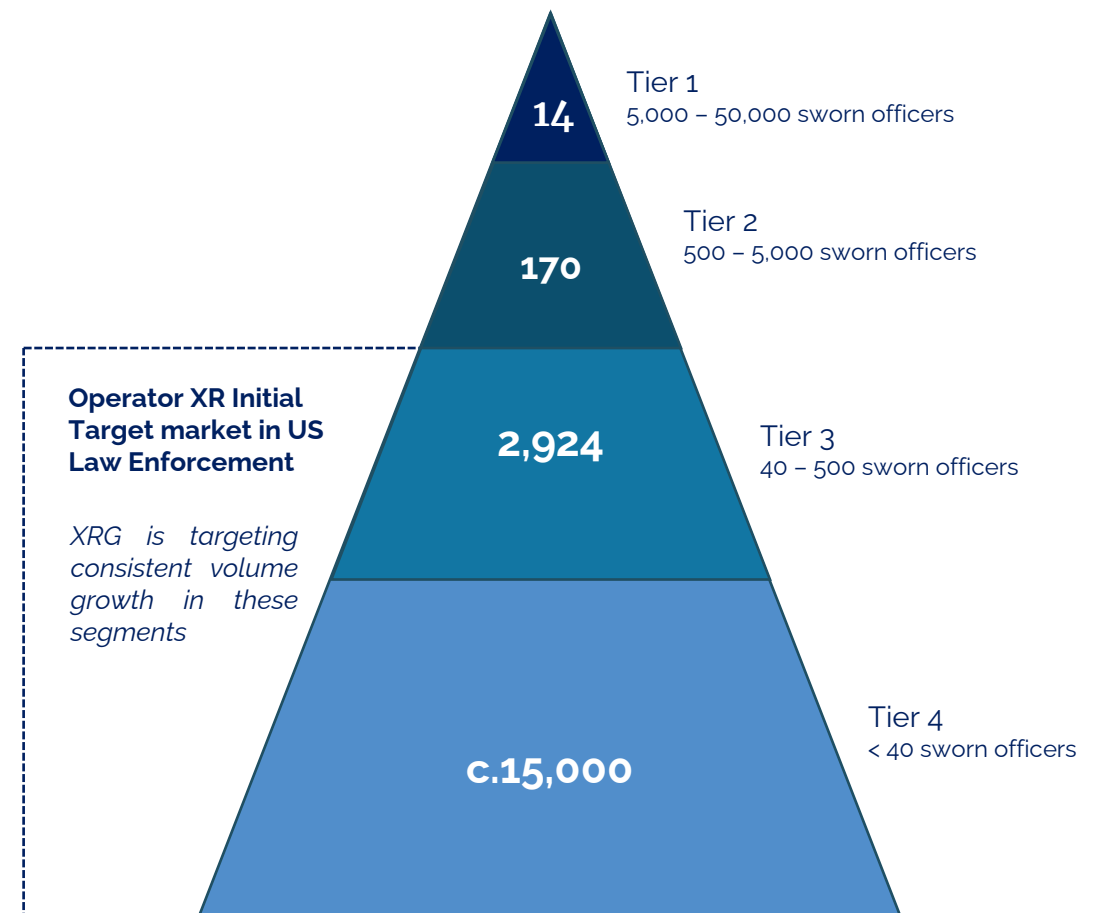 14
Tier 1
5,000 – 50,000 sworn officers
170
Tier 2
500 – 5,000 sworn officers
Operator XR Initial
Target market in US
Law Enforcement
XRG is targeting
consistent volume
growth in these
segments
2,924
Tier 3
40 – 500 sworn officers
c.15,000
Tier 4
< 40 sworn officers